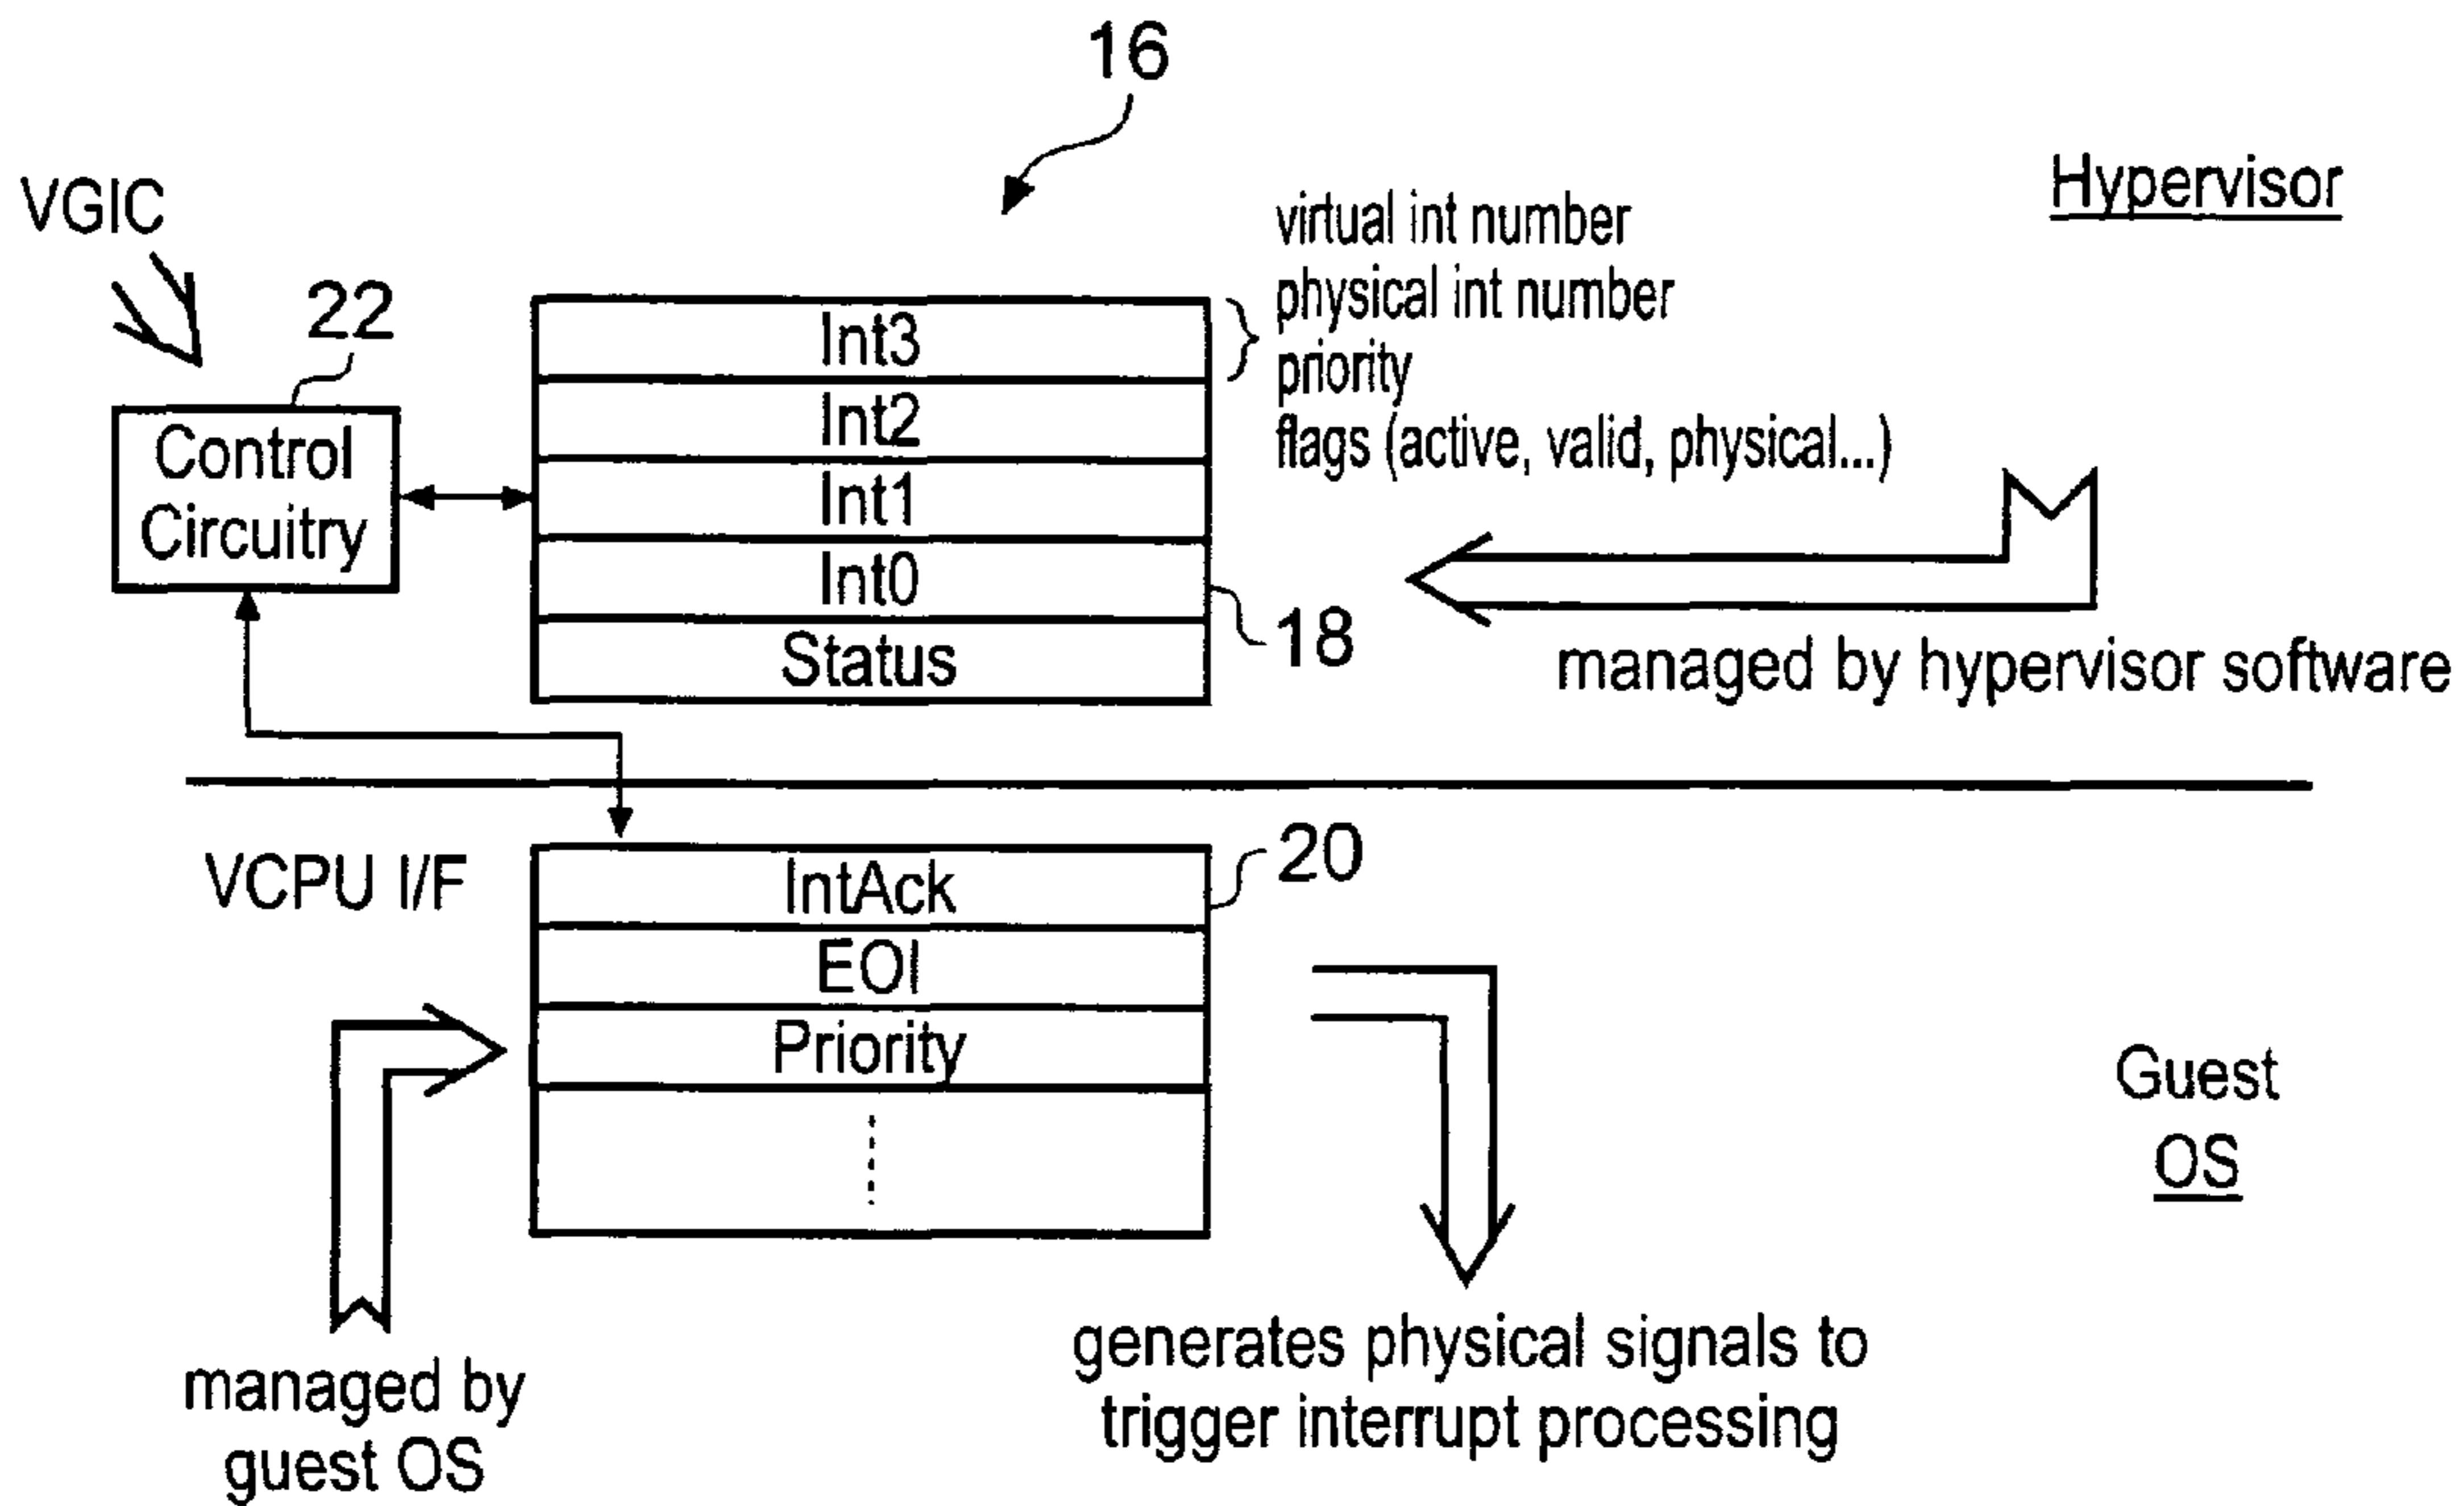 16
VGIC
22
Hypervisor
virtual int number
physical int number
priority
flags (active, valid, physical...)
Control
Circuitry
Int3
Int2
Int1
Int0
Status
18
managed by hypervisor software
VCPU I/F
IntAck
EOI
Priority
20
Guest
OS
managed by
guest OS
generates physical signals to
trigger interrupt processing